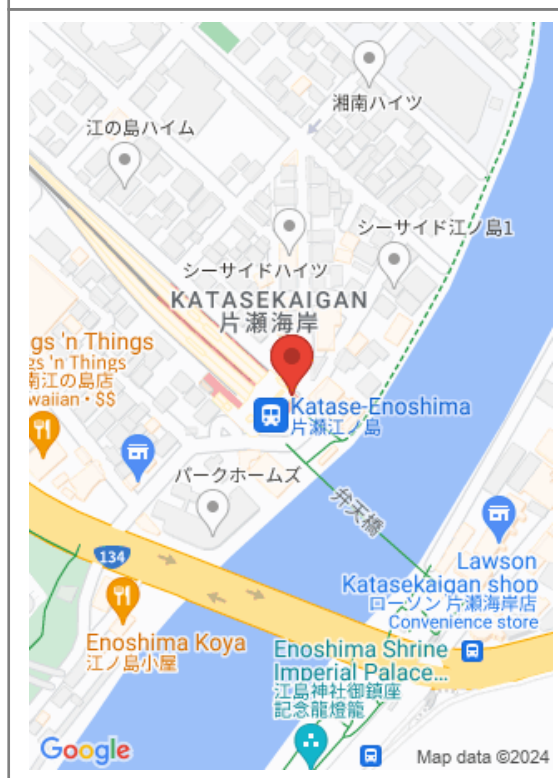 湘南ハイツ
江の島ハイム
シーサイド江ノ島1
シーサイドハイツ
KATASEKAIGAN
片瀬海岸
gs 'n Things
gs 'n Things
南江の島店
waiian • $$
Katase-Enoshima
片瀬江ノ島
パークホームズ
弁天橋
134
Lawson
Katasekaigan shop
ローソン 片瀬海岸店
Convenience store
Enoshima Koya
江ノ島小屋
Enoshima Shrine
Imperial Palace...
江島神社御鎮座
記念龍燈籠
Google
Map data ©2024